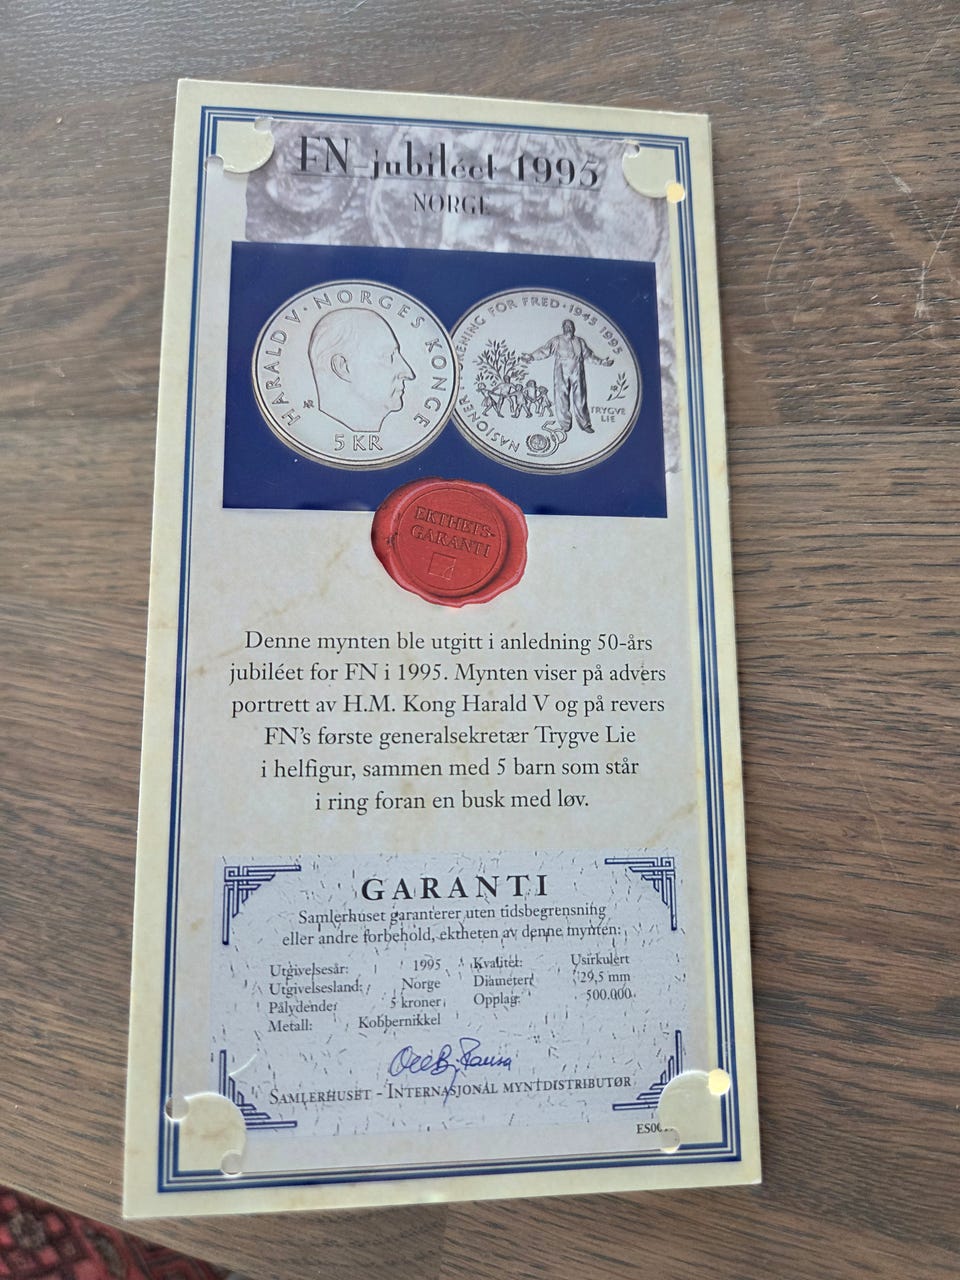 FN-jubiléet 1995
NORGE
HARALD V · NORGES KONGE
5 KR
FOR FRED · 1945 1995
NASJONER
TRYGVE
LIE
EKTHETS-
GARANTI
Denne mynten ble utgitt i anledning 50-års
jubiléet for FN i 1995. Mynten viser på advers
portrett av H.M. Kong Harald V og på revers
FN's første generalsekretær Trygve Lie
i helfigur, sammen med 5 barn som står
i ring foran en busk med løv.
GARANTI
Samlerhuset garanterer uten tidsbegrensning
eller andre forbehold, ektheten av denne mynten:
Utgivelsesår: 1995 Kvalitet: Usirkulert
Utgivelsesland: Norge Diameter: 29,5 mm
Pålydende: 5 kroner Opplag: 500.000
Metall: Kobbernikkel
SAMLERHUSET - INTERNASJONAL MYNTDISTRIBUTØR